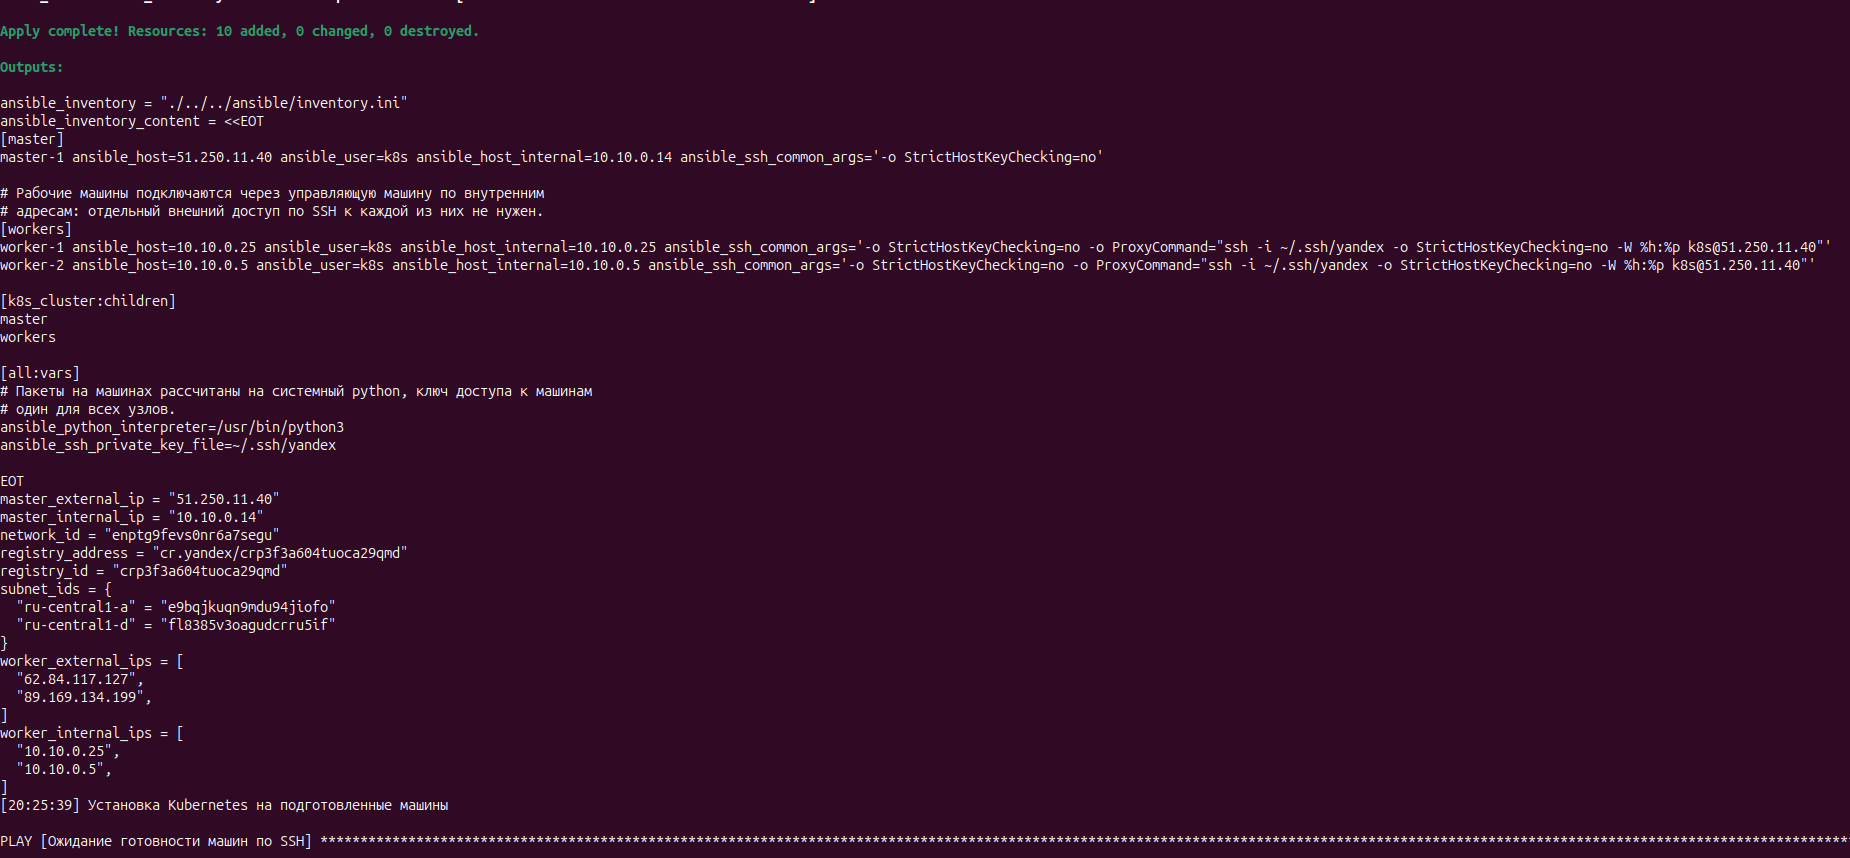 Apply complete! Resources: 10 added, 0 changed, 0 destroyed.
Outputs:
ansible_inventory = "./../../ansible/inventory.ini"
ansible_inventory_content = <<EOT
[master]
master-1 ansible_host=51.250.11.40 ansible_user=k8s ansible_host_internal=10.10.0.14 ansible_ssh_common_args='-o StrictHostKeyChecking=no'
# Рабочие машины подключаются через управляющую машину по внутренним
# адресам: отдельный внешний доступ по SSH к каждой из них не нужен.
[workers]
worker-1 ansible_host=10.10.0.25 ansible_user=k8s ansible_host_internal=10.10.0.25 ansible_ssh_common_args='-o StrictHostKeyChecking=no -o ProxyCommand="ssh -i ~/.ssh/yandex -o StrictHostKeyChecking=no -W %h:%p k8s@51.250.11.40"'
worker-2 ansible_host=10.10.0.5 ansible_user=k8s ansible_host_internal=10.10.0.5 ansible_ssh_common_args='-o StrictHostKeyChecking=no -o ProxyCommand="ssh -i ~/.ssh/yandex -o StrictHostKeyChecking=no -W %h:%p k8s@51.250.11.40"'
[k8s_cluster:children]
master
workers
[all:vars]
# Пакеты на машинах рассчитаны на системный python, ключ доступа к машинам
# один для всех узлов.
ansible_python_interpreter=/usr/bin/python3
ansible_ssh_private_key_file=~/.ssh/yandex
EOT
master_external_ip = "51.250.11.40"
master_internal_ip = "10.10.0.14"
network_id = "enptg9fevs0nr6a7segu"
registry_address = "cr.yandex/crp3f3a604tuoca29qmd"
registry_id = "crp3f3a604tuoca29qmd"
subnet_ids = {
  "ru-central1-a" = "e9bqjkuqn9mdu94jiofo"
  "ru-central1-d" = "fl8385v3oagudcrru5if"
}
worker_external_ips = [
  "62.84.117.127",
  "89.169.134.199",
]
worker_internal_ips = [
  "10.10.0.25",
  "10.10.0.5",
]
[20:25:39] Установка Kubernetes на подготовленные машины
PLAY [Ожидание готовности машин по SSH] ************************************************************************************************************************************************************************************************